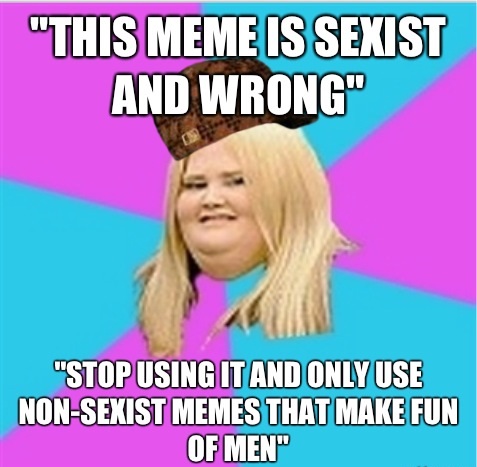 "THIS MEME IS SEXIST
AND WRONG"
"STOP USING IT AND ONLY USE
NON-SEXIST MEMES THAT MAKE FUN
OF MEN"